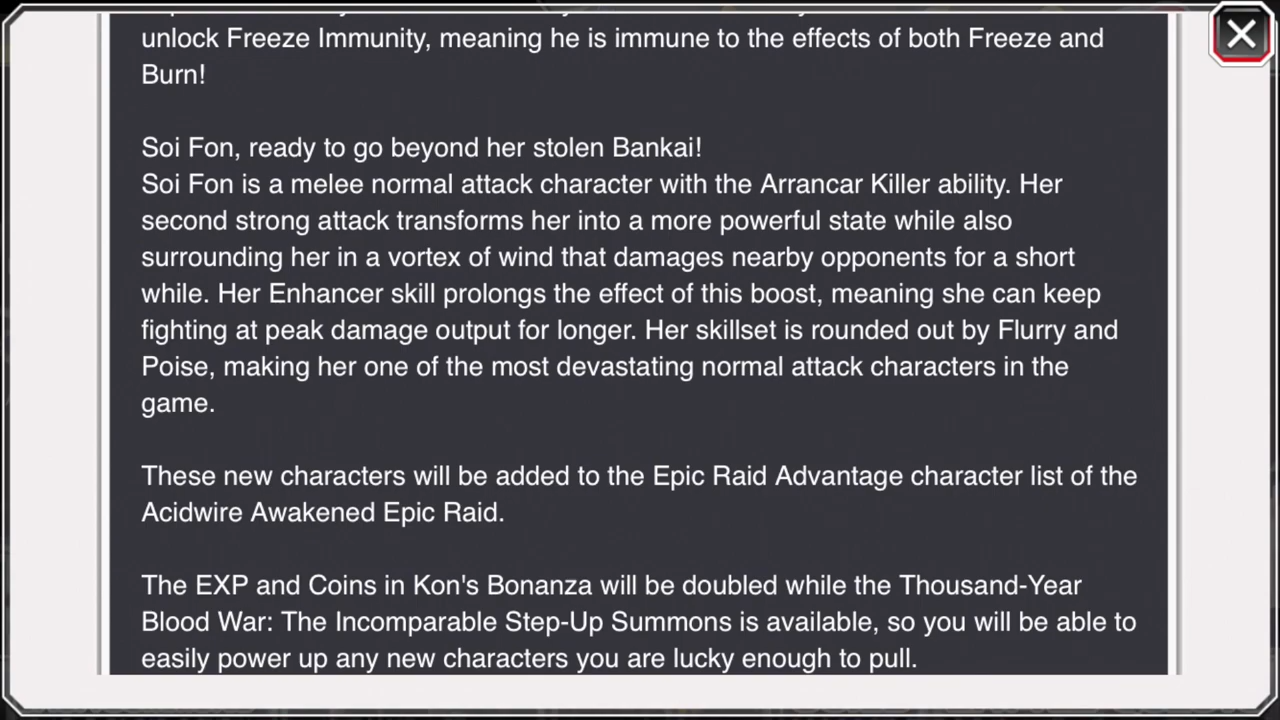 unlock Freeze Immunity, meaning he is immune to the effects of both Freeze and
Burn!
Soi Fon, ready to go beyond her stolen Bankai!
Soi Fon is a melee normal attack character with the Arrancar Killer ability. Her
second strong attack transforms her into a more powerful state while also
surrounding her in a vortex of wind that damages nearby opponents for a short
while. Her Enhancer skill prolongs the effect of this boost, meaning she can keep
fighting at peak damage output for longer. Her skillset is rounded out by Flurry and
Poise, making her one of the most devastating normal attack characters in the
game.
These new characters will be added to the Epic Raid Advantage character list of the
Acidwire Awakened Epic Raid.
The EXP and Coins in Kon's Bonanza will be doubled while the Thousand-Year
Blood War: The Incomparable Step-Up Summons is available, so you will be able to
easily power up any new characters you are lucky enough to pull.